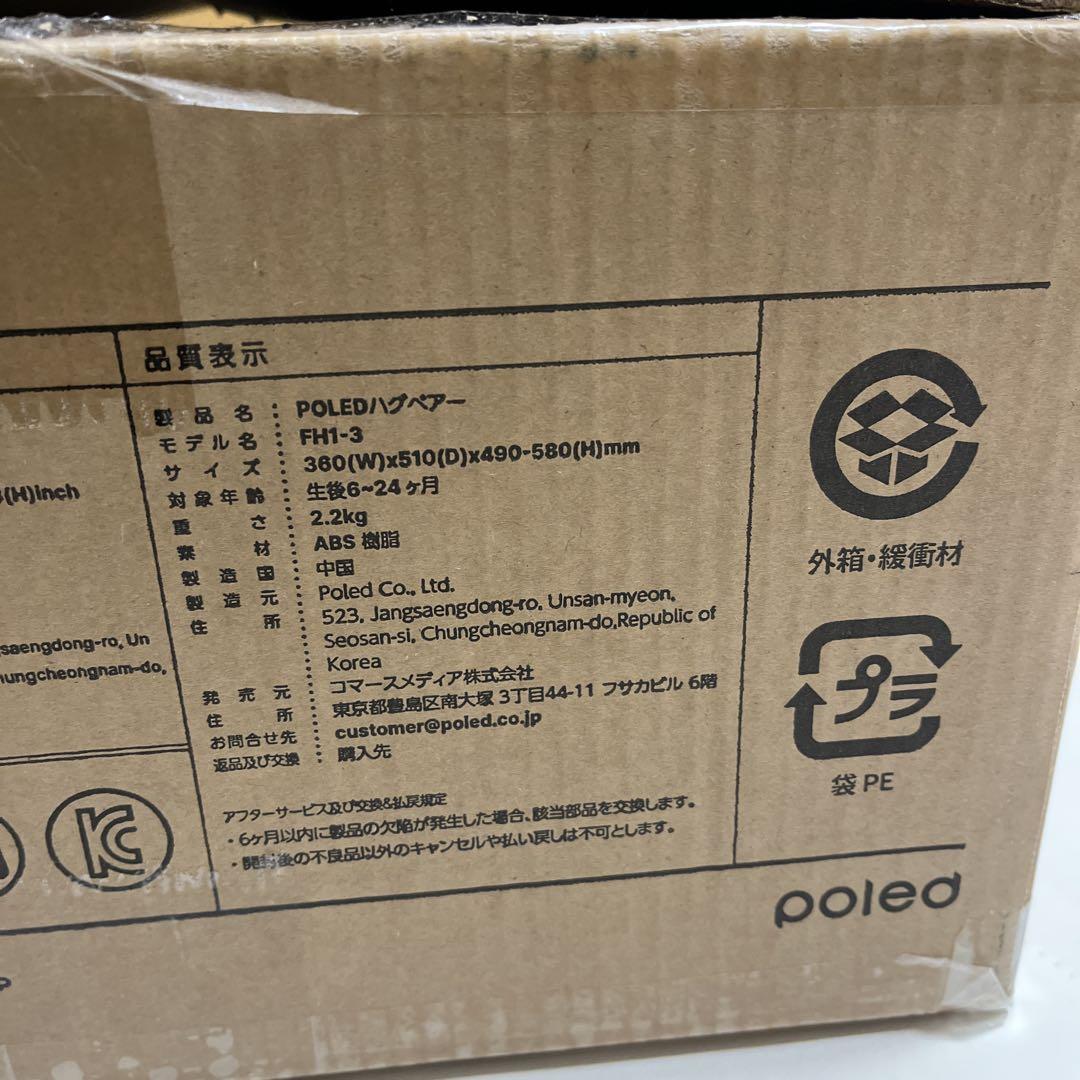 品質表示
製品名 : POLEDハグベアー
モデル名 : FH1-3
サイズ : 360(W)x510(D)x490-580(H)mm
対象年齢 : 生後6~24ヶ月
重さ : 2.2kg
素材 : ABS 樹脂
製造国 : 中国
製造元 : Poled Co., Ltd.
住所 : 523, Jangsaengdong-ro, Unsan-myeon,
Seosan-si, Chungcheongnam-do,Republic of
Korea
発売元 : コマースメディア株式会社
住所 : 東京都豊島区南大塚 3丁目44-11 フサカビル 6階
お問合せ先 : customer@poled.co.jp
返品及び交換 : 購入先
アフターサービス及び交換&払戻規定
・6ヶ月以内に製品の欠陥が発生した場合、該当部品を交換します。
・開封後の不良品以外のキャンセルや払い戻しは不可とします。
(H)inch
saengdong-ro, Un
hungcheongnam-do,
KC
外箱・緩衝材
プラ
袋 PE
poled